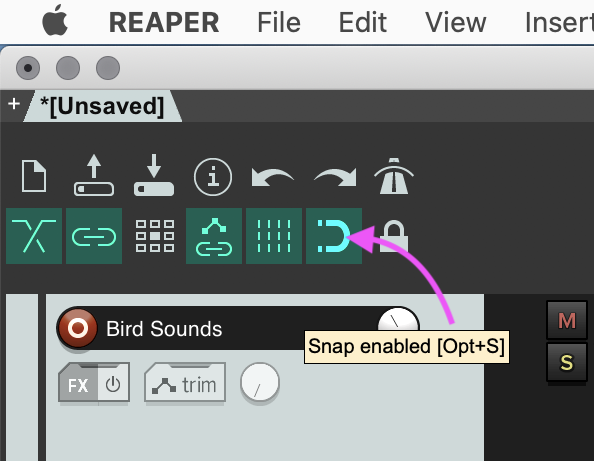 REAPER File Edit View Insert
+ *[Unsaved]
Bird Sounds
M
Snap enabled [Opt+S]
S
FX trim